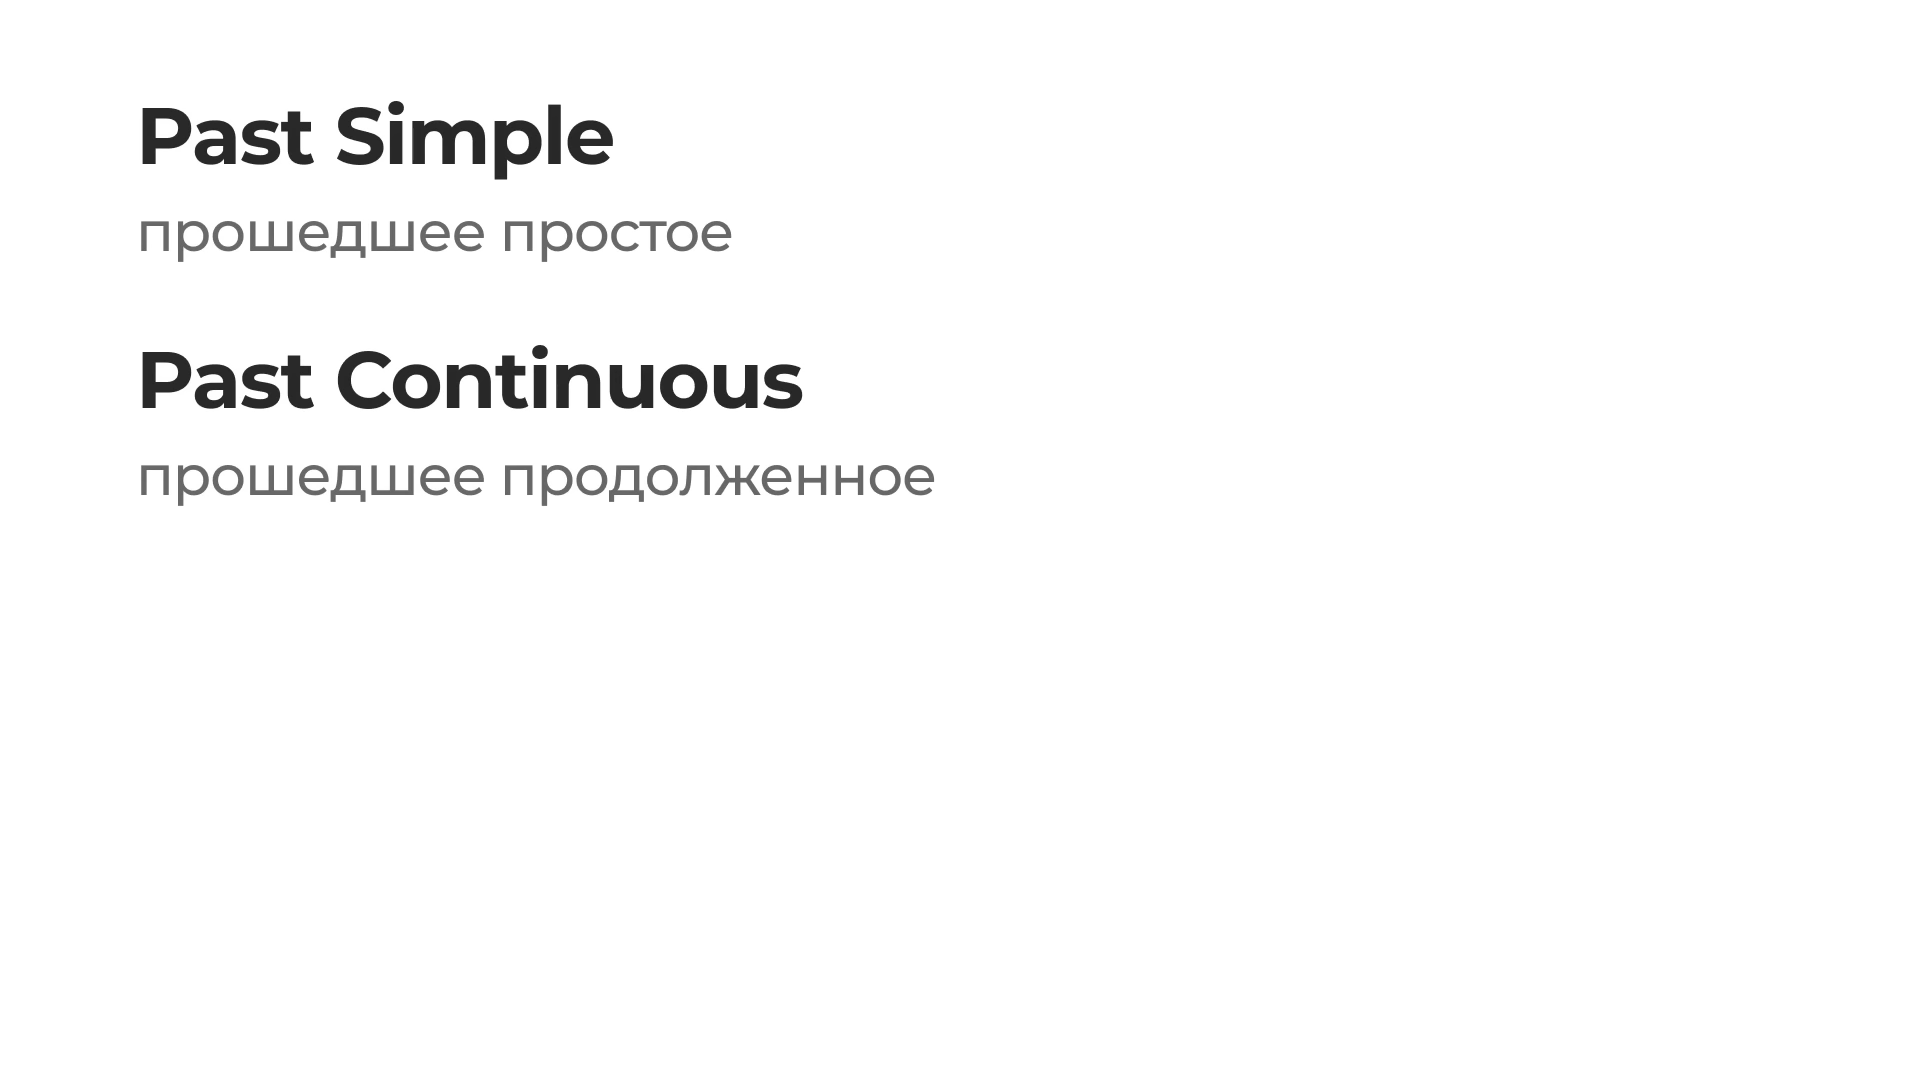 Past Simple
прошедшее простое
Past Continuous
прошедшее продолженное